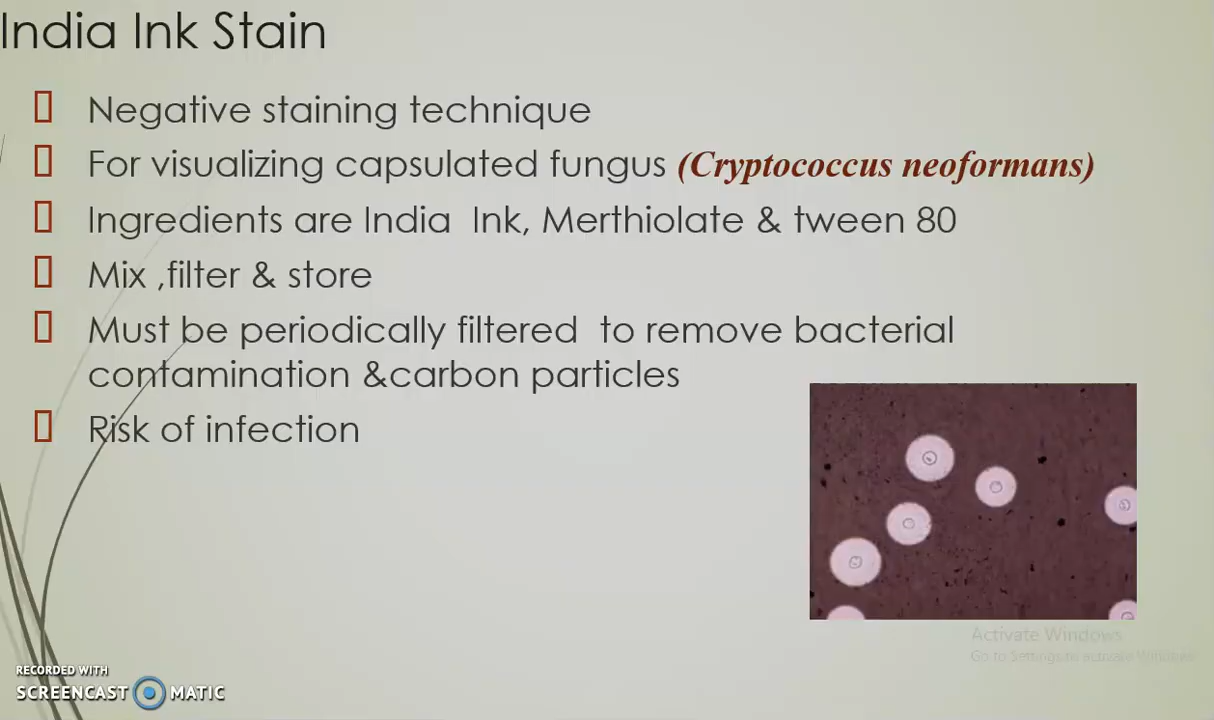 India Ink Stain
Negative staining technique
For visualizing capsulated fungus (Cryptococcus neoformans)
Ingredients are India Ink, Merthiolate & tween 80
Mix ,filter & store
Must be periodically filtered to remove bacterial
contamination &carbon particles
Risk of infection
Activate Windows
Go to Settings to activate Windows.
RECORDED WITH
SCREENCAST MATIC